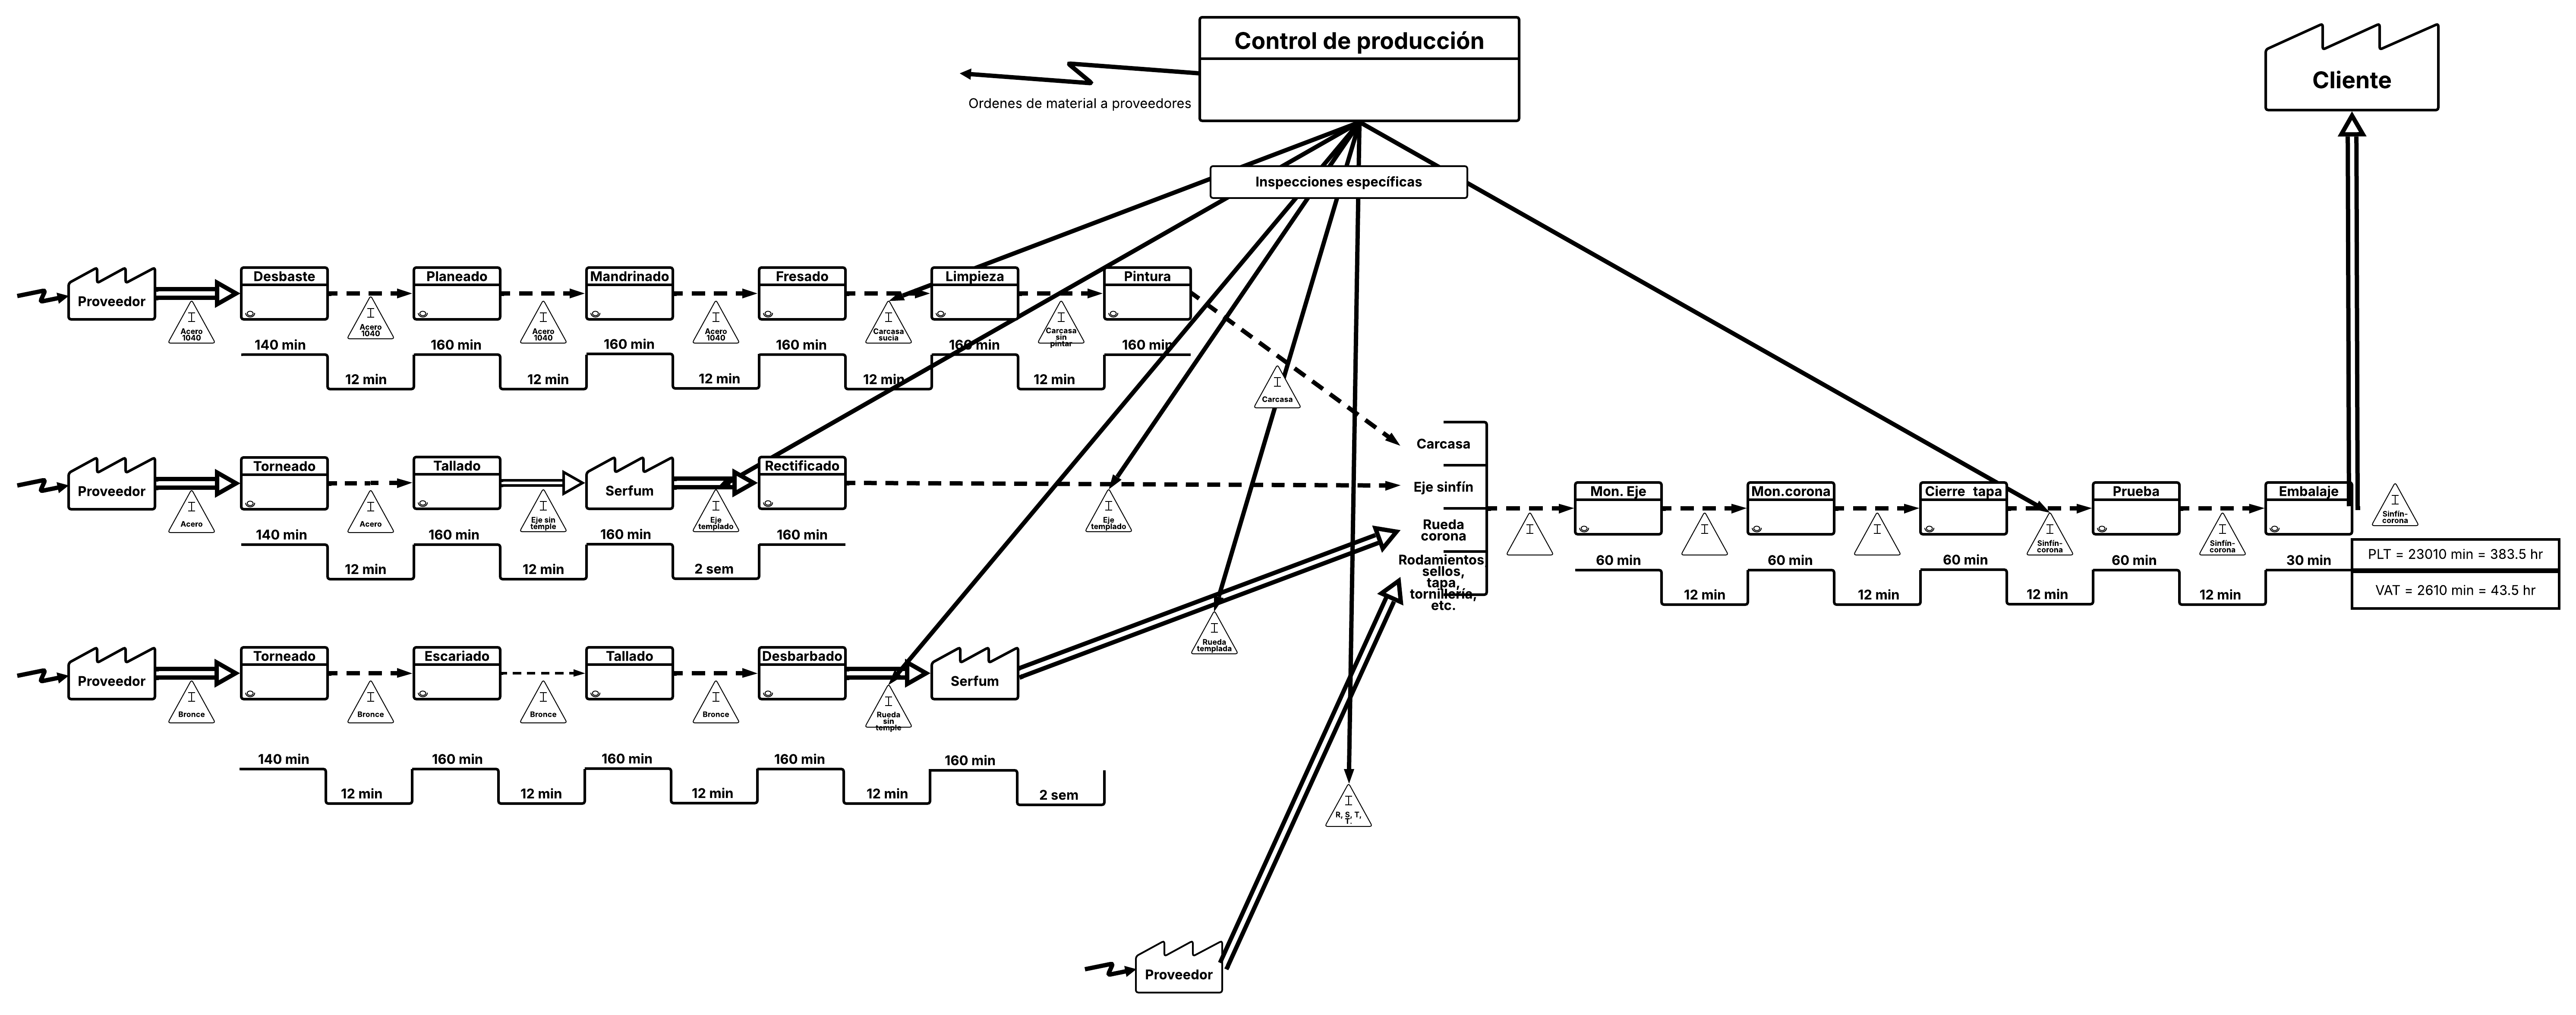 Control de producción
Cliente
Ordenes de material a proveedores
Inspecciones específicas
Proveedor
Desbaste
Planeado
Mandrinado
Fresado
Limpieza
Pintura
I
Acero
1040
I
Acero
1040
I
Acero
1040
I
Acero
1040
I
Carcasa
sucia
I
Carcasa
sin
pintar
140 min
160 min
160 min
160 min
160 min
160 min
12 min
12 min
12 min
12 min
12 min
I
Carcasa
Proveedor
Torneado
Tallado
Serfum
Rectificado
I
Acero
I
Acero
I
Eje sin
temple
I
Eje
templado
I
Eje
templado
140 min
160 min
160 min
160 min
12 min
12 min
2 sem
Carcasa
Eje sinfín
Rueda
corona
Rodamientos,
sellos,
tapa,
tornillería,
etc.
Mon. Eje
Mon.corona
Cierre tapa
Prueba
Embalaje
I
I
I
I
Sinfín-
corona
I
Sinfín-
corona
I
Sinfín-
corona
60 min
60 min
60 min
60 min
30 min
12 min
12 min
12 min
12 min
PLT = 23010 min = 383.5 hr
VAT = 2610 min = 43.5 hr
Proveedor
Torneado
Escariado
Tallado
Desbarbado
Serfum
I
Bronce
I
Bronce
I
Bronce
I
Bronce
I
Rueda
sin
temple
I
Rueda
templada
140 min
160 min
160 min
160 min
160 min
12 min
12 min
12 min
12 min
2 sem
I
R, S, T,
T.
Proveedor